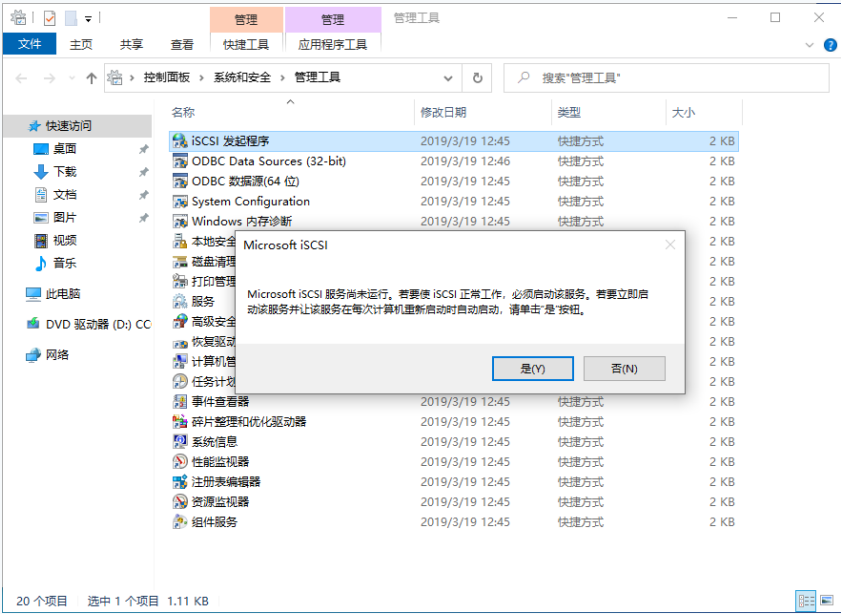 管理
管理
管理工具
文件
主页
共享
查看
快捷工具
应用程序工具
控制面板 › 系统和安全 › 管理工具
搜索"管理工具"
名称 修改日期 类型 大小
快速访问
桌面
下载
文档
图片
视频
音乐
此电脑
DVD 驱动器 (D:) CC
网络
iSCSI 发起程序 2019/3/19 12:45 快捷方式 2 KB
ODBC Data Sources (32-bit) 2019/3/19 12:46 快捷方式 2 KB
ODBC 数据源(64 位) 2019/3/19 12:45 快捷方式 2 KB
System Configuration 2019/3/19 12:45 快捷方式 2 KB
Windows 内存诊断 2019/3/19 12:45 快捷方式 2 KB
本地安全 2 KB
磁盘清理 2 KB
打印管理 2 KB
服务 2 KB
高级安全 2 KB
恢复驱动 2 KB
计算机管 2 KB
任务计划 2 KB
事件查看器 2019/3/19 12:45 快捷方式 2 KB
碎片整理和优化驱动器 2019/3/19 12:45 快捷方式 2 KB
系统信息 2019/3/19 12:45 快捷方式 2 KB
性能监视器 2019/3/19 12:45 快捷方式 2 KB
注册表编辑器 2019/3/19 12:45 快捷方式 2 KB
资源监视器 2019/3/19 12:45 快捷方式 2 KB
组件服务 2019/3/19 12:45 快捷方式 2 KB
Microsoft iSCSI
Microsoft iSCSI 服务尚未运行。若要使 iSCSI 正常工作，必须启动该服务。若要立即启
动该服务并让该服务在每次计算机重新启动时自动启动，请单击"是"按钮。
是(Y)
否(N)
20 个项目 选中 1 个项目 1.11 KB